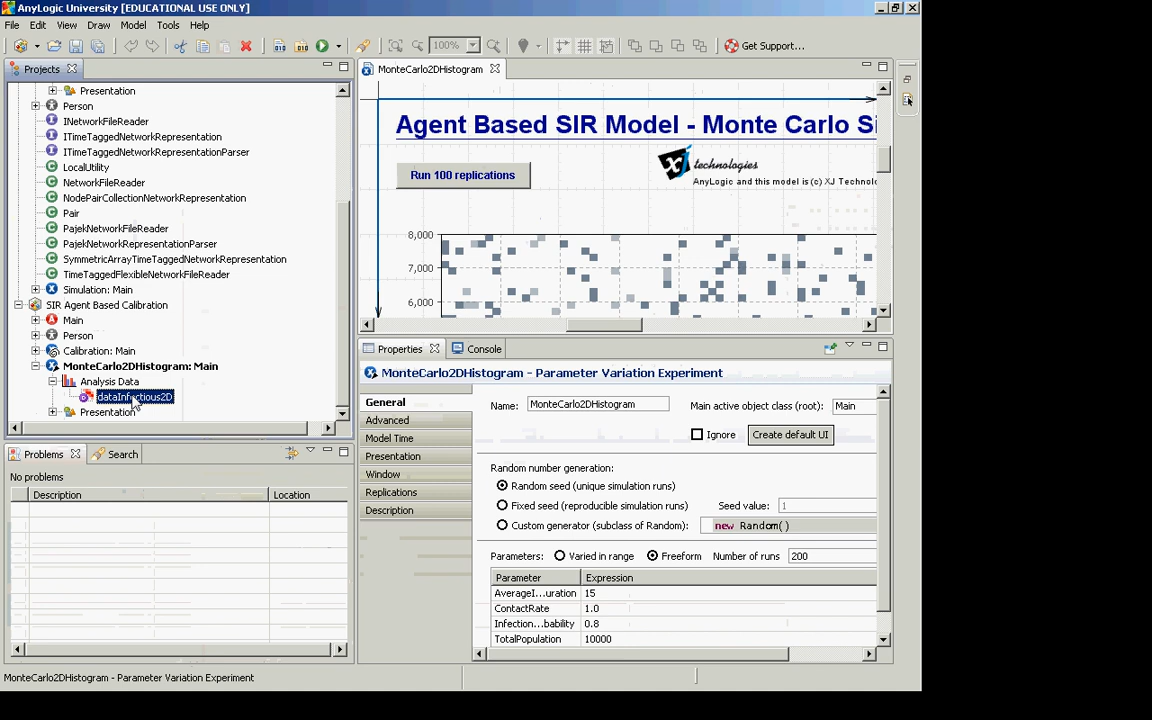 AnyLogic University [EDUCATIONAL USE ONLY]
File Edit View Draw Model Tools Help
100%
Get Support...
Projects
Presentation
Person
INetworkFileReader
ITimeTaggedNetworkRepresentation
ITimeTaggedNetworkRepresentationParser
LocalUtility
NetworkFileReader
NodePairCollectionNetworkRepresentation
Pair
PajekNetworkFileReader
PajekNetworkRepresentationParser
SymmetricArrayTimeTaggedNetworkRepresentation
TimeTaggedFlexibleNetworkFileReader
Simulation: Main
SIR Agent Based Calibration
Main
Person
Calibration: Main
MonteCarlo2DHistogram: Main
Analysis Data
dataInfectious2D
Presentation
Problems
Search
No problems
Description Location
MonteCarlo2DHistogram
Agent Based SIR Model - Monte Carlo Si
Run 100 replications
xj technologies
AnyLogic and this model is (c) XJ Technolo
8,000
7,000
6,000
Properties
Console
MonteCarlo2DHistogram - Parameter Variation Experiment
General
Advanced
Model Time
Presentation
Window
Replications
Description
Name: MonteCarlo2DHistogram Main active object class (root): Main
Ignore Create default UI
Random number generation:
Random seed (unique simulation runs)
Fixed seed (reproducible simulation runs) Seed value: 1
Custom generator (subclass of Random): new Random()
Parameters: Varied in range Freeform Number of runs 200
Parameter Expression
AverageI...uration 15
ContactRate 1.0
Infection...bability 0.8
TotalPopulation 10000
MonteCarlo2DHistogram - Parameter Variation Experiment